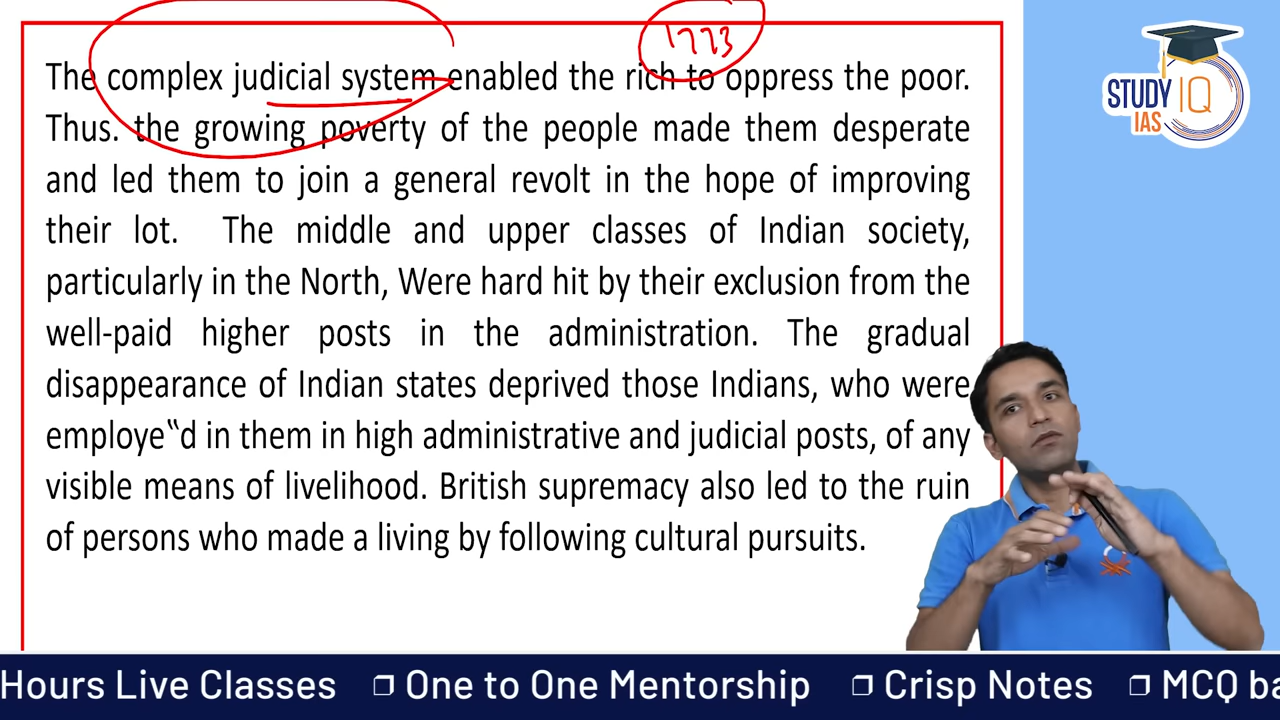 1773
The complex judicial system enabled the rich to oppress the poor.
Thus. the growing poverty of the people made them desperate
and led them to join a general revolt in the hope of improving
their lot. The middle and upper classes of Indian society,
particularly in the North, Were hard hit by their exclusion from the
well-paid higher posts in the administration. The gradual
disappearance of Indian states deprived those Indians, who were
employe‟d in them in high administrative and judicial posts, of any
visible means of livelihood. British supremacy also led to the ruin
of persons who made a living by following cultural pursuits.
STUDY IQ
IAS
Hours Live Classes ❐ One to One Mentorship ❐ Crisp Notes ❐ MCQ ba